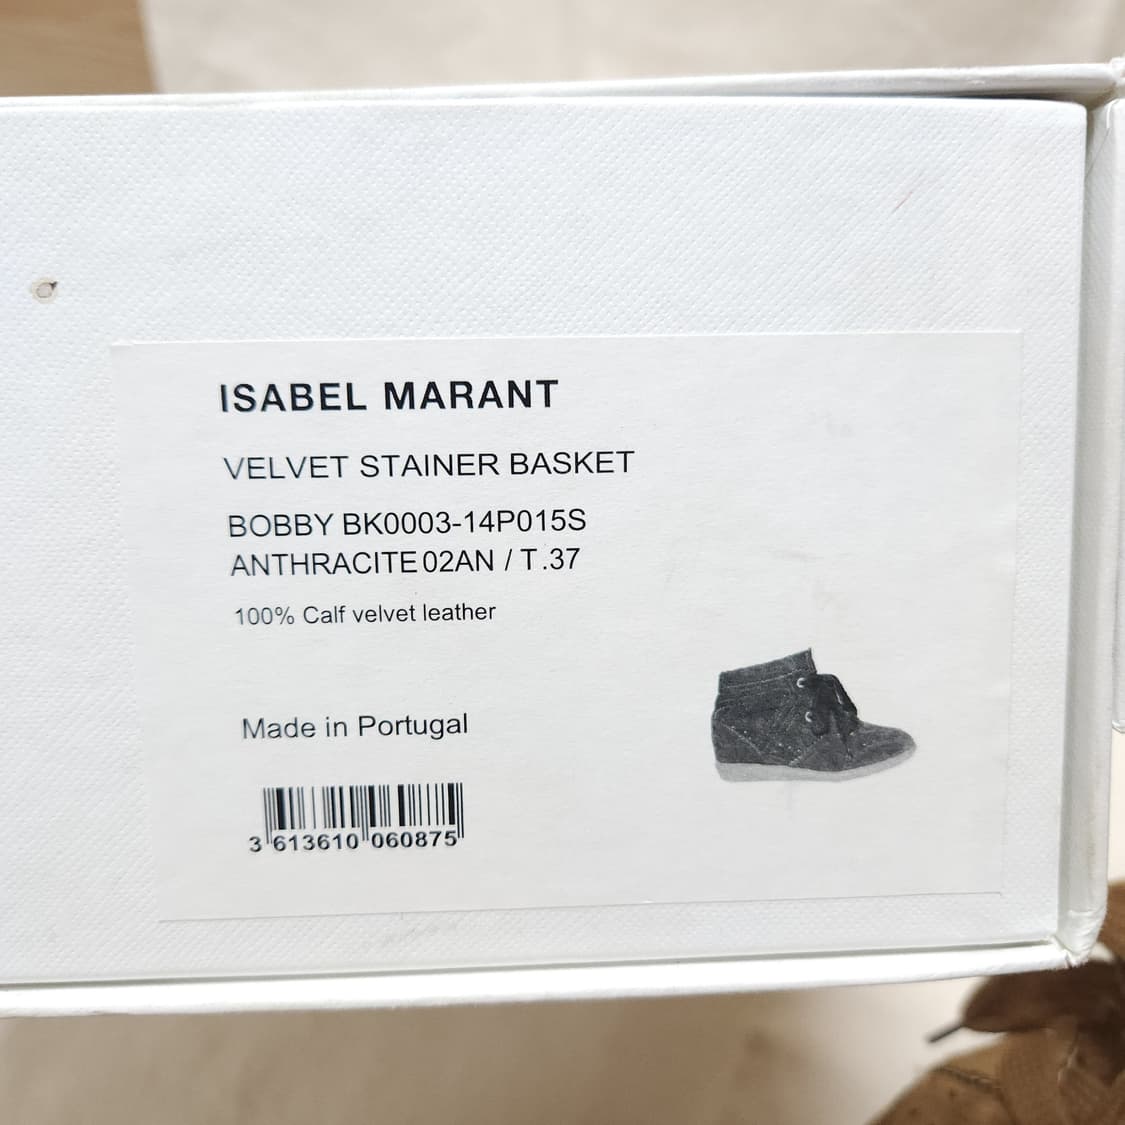 ISABEL MARANT
VELVET STAINER BASKET
BOBBY BK0003-14P015S
ANTHRACITE 02AN / T.37
100% Calf velvet leather
Made in Portugal
3 613610 060875